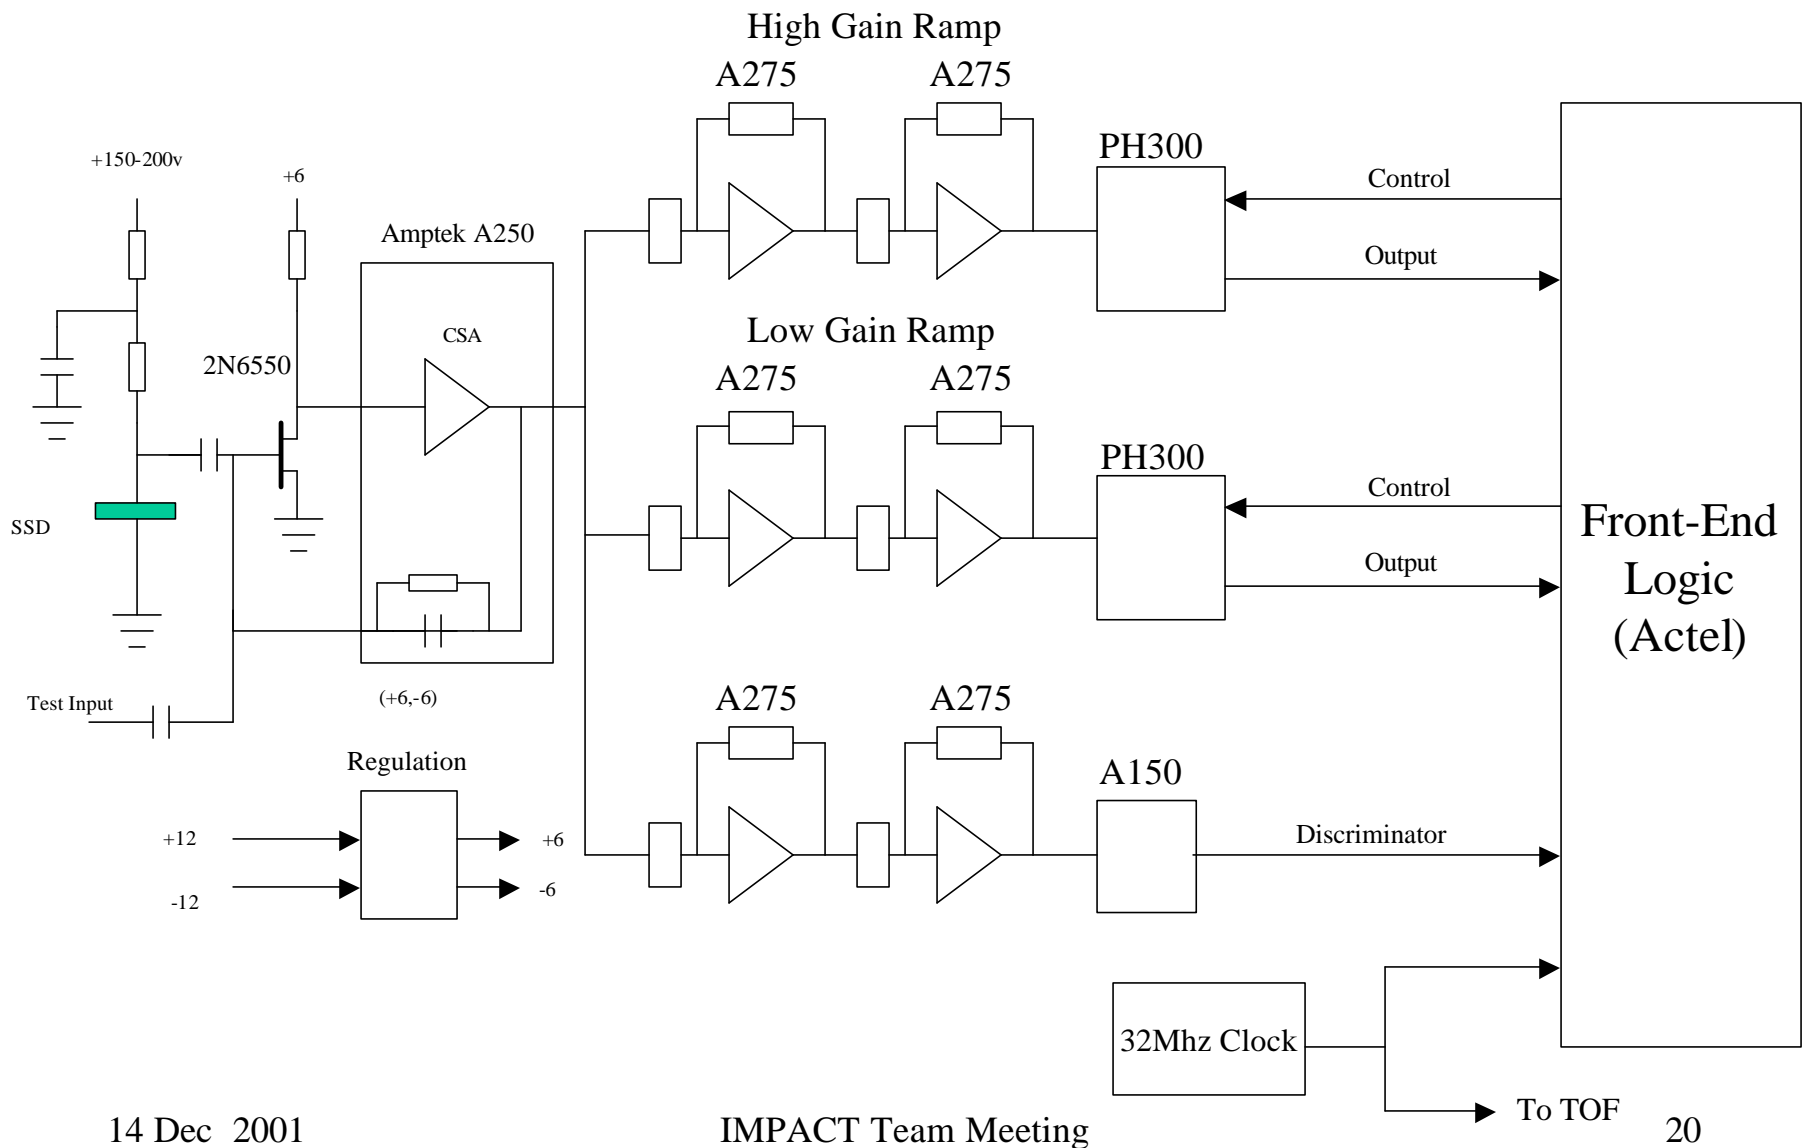 High Gain Ramp
A275
A275
+150-200v
+6
PH300
Control
Amptek A250
Output
CSA
Low Gain Ramp
2N6550
A275
A275
PH300
Control
SSD
Output
Front-End
Logic
(Actel)
Test Input
(+6,-6)
A275
A275
Regulation
A150
+12
+6
Discriminator
-12
-6
32Mhz Clock
To TOF
14 Dec 2001
IMPACT Team Meeting
20